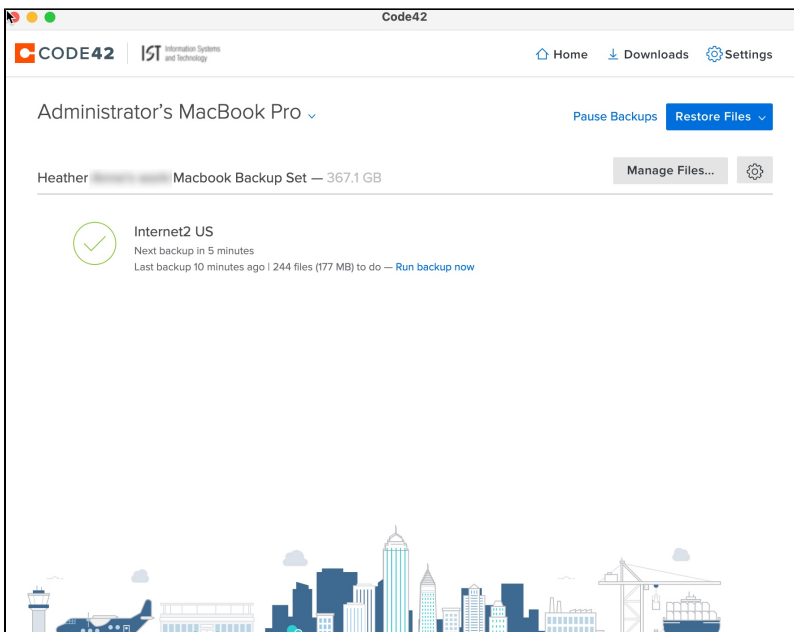 Code42
CODE42 IST Information Systems and Technology
Home Downloads Settings
Administrator's MacBook Pro
Pause Backups Restore Files
Heather Macbook Backup Set — 367.1 GB
Manage Files...
Internet2 US
Next backup in 5 minutes
Last backup 10 minutes ago | 244 files (177 MB) to do — Run backup now